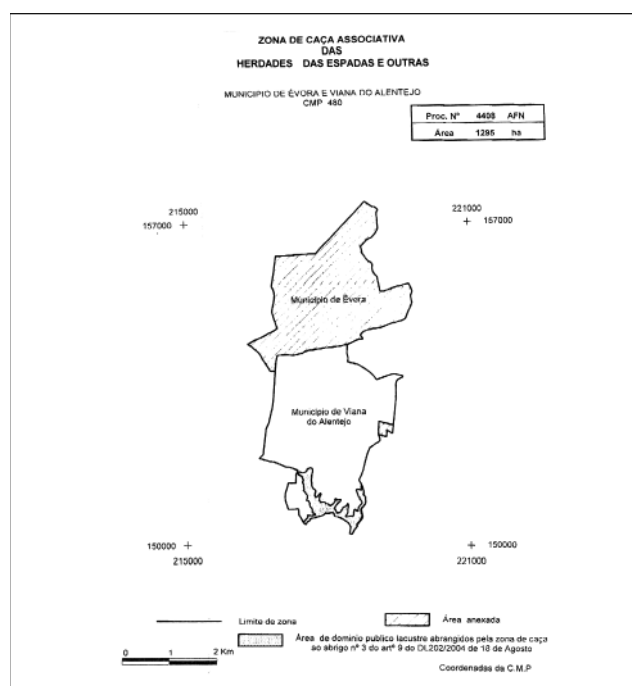 ZONA DE CAÇA ASSOCIATIVA
DAS
HERDADES DAS ESPADAS E OUTRAS
MUNICIPIO DE ÉVORA E VIANA DO ALENTEJO
CMP 480
Proc. Nº 4408 AFN
Área 1295 ha
215000
157000
221000
157000
Município de Évora
Município de Viana
do Alentejo
150000
215000
150000
221000
Limite de zona
Área anexada
Área de dominio publico lacustre abrangidos pela zona de caça
ao abrigo nº 3 do artº 9 do DL202/2004 de 18 de Agosto
0 1 2 Km
Coordenadas da C.M.P